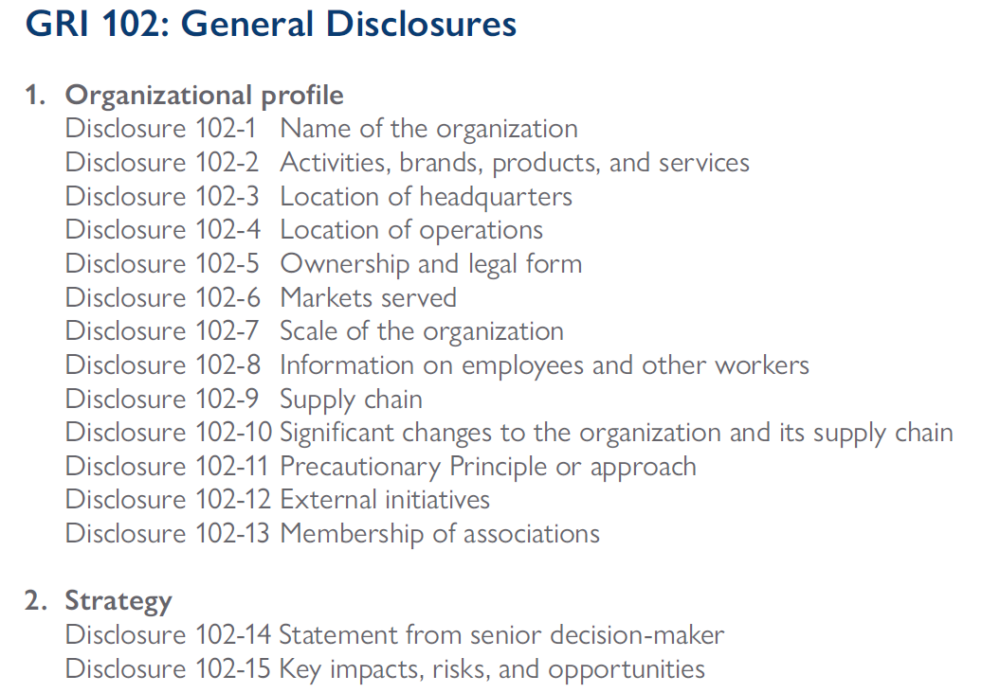 GRI 102: General Disclosures
1. Organizational profile
Disclosure 102-1 Name of the organization
Disclosure 102-2 Activities, brands, products, and services
Disclosure 102-3 Location of headquarters
Disclosure 102-4 Location of operations
Disclosure 102-5 Ownership and legal form
Disclosure 102-6 Markets served
Disclosure 102-7 Scale of the organization
Disclosure 102-8 Information on employees and other workers
Disclosure 102-9 Supply chain
Disclosure 102-10 Significant changes to the organization and its supply chain
Disclosure 102-11 Precautionary Principle or approach
Disclosure 102-12 External initiatives
Disclosure 102-13 Membership of associations
2. Strategy
Disclosure 102-14 Statement from senior decision-maker
Disclosure 102-15 Key impacts, risks, and opportunities